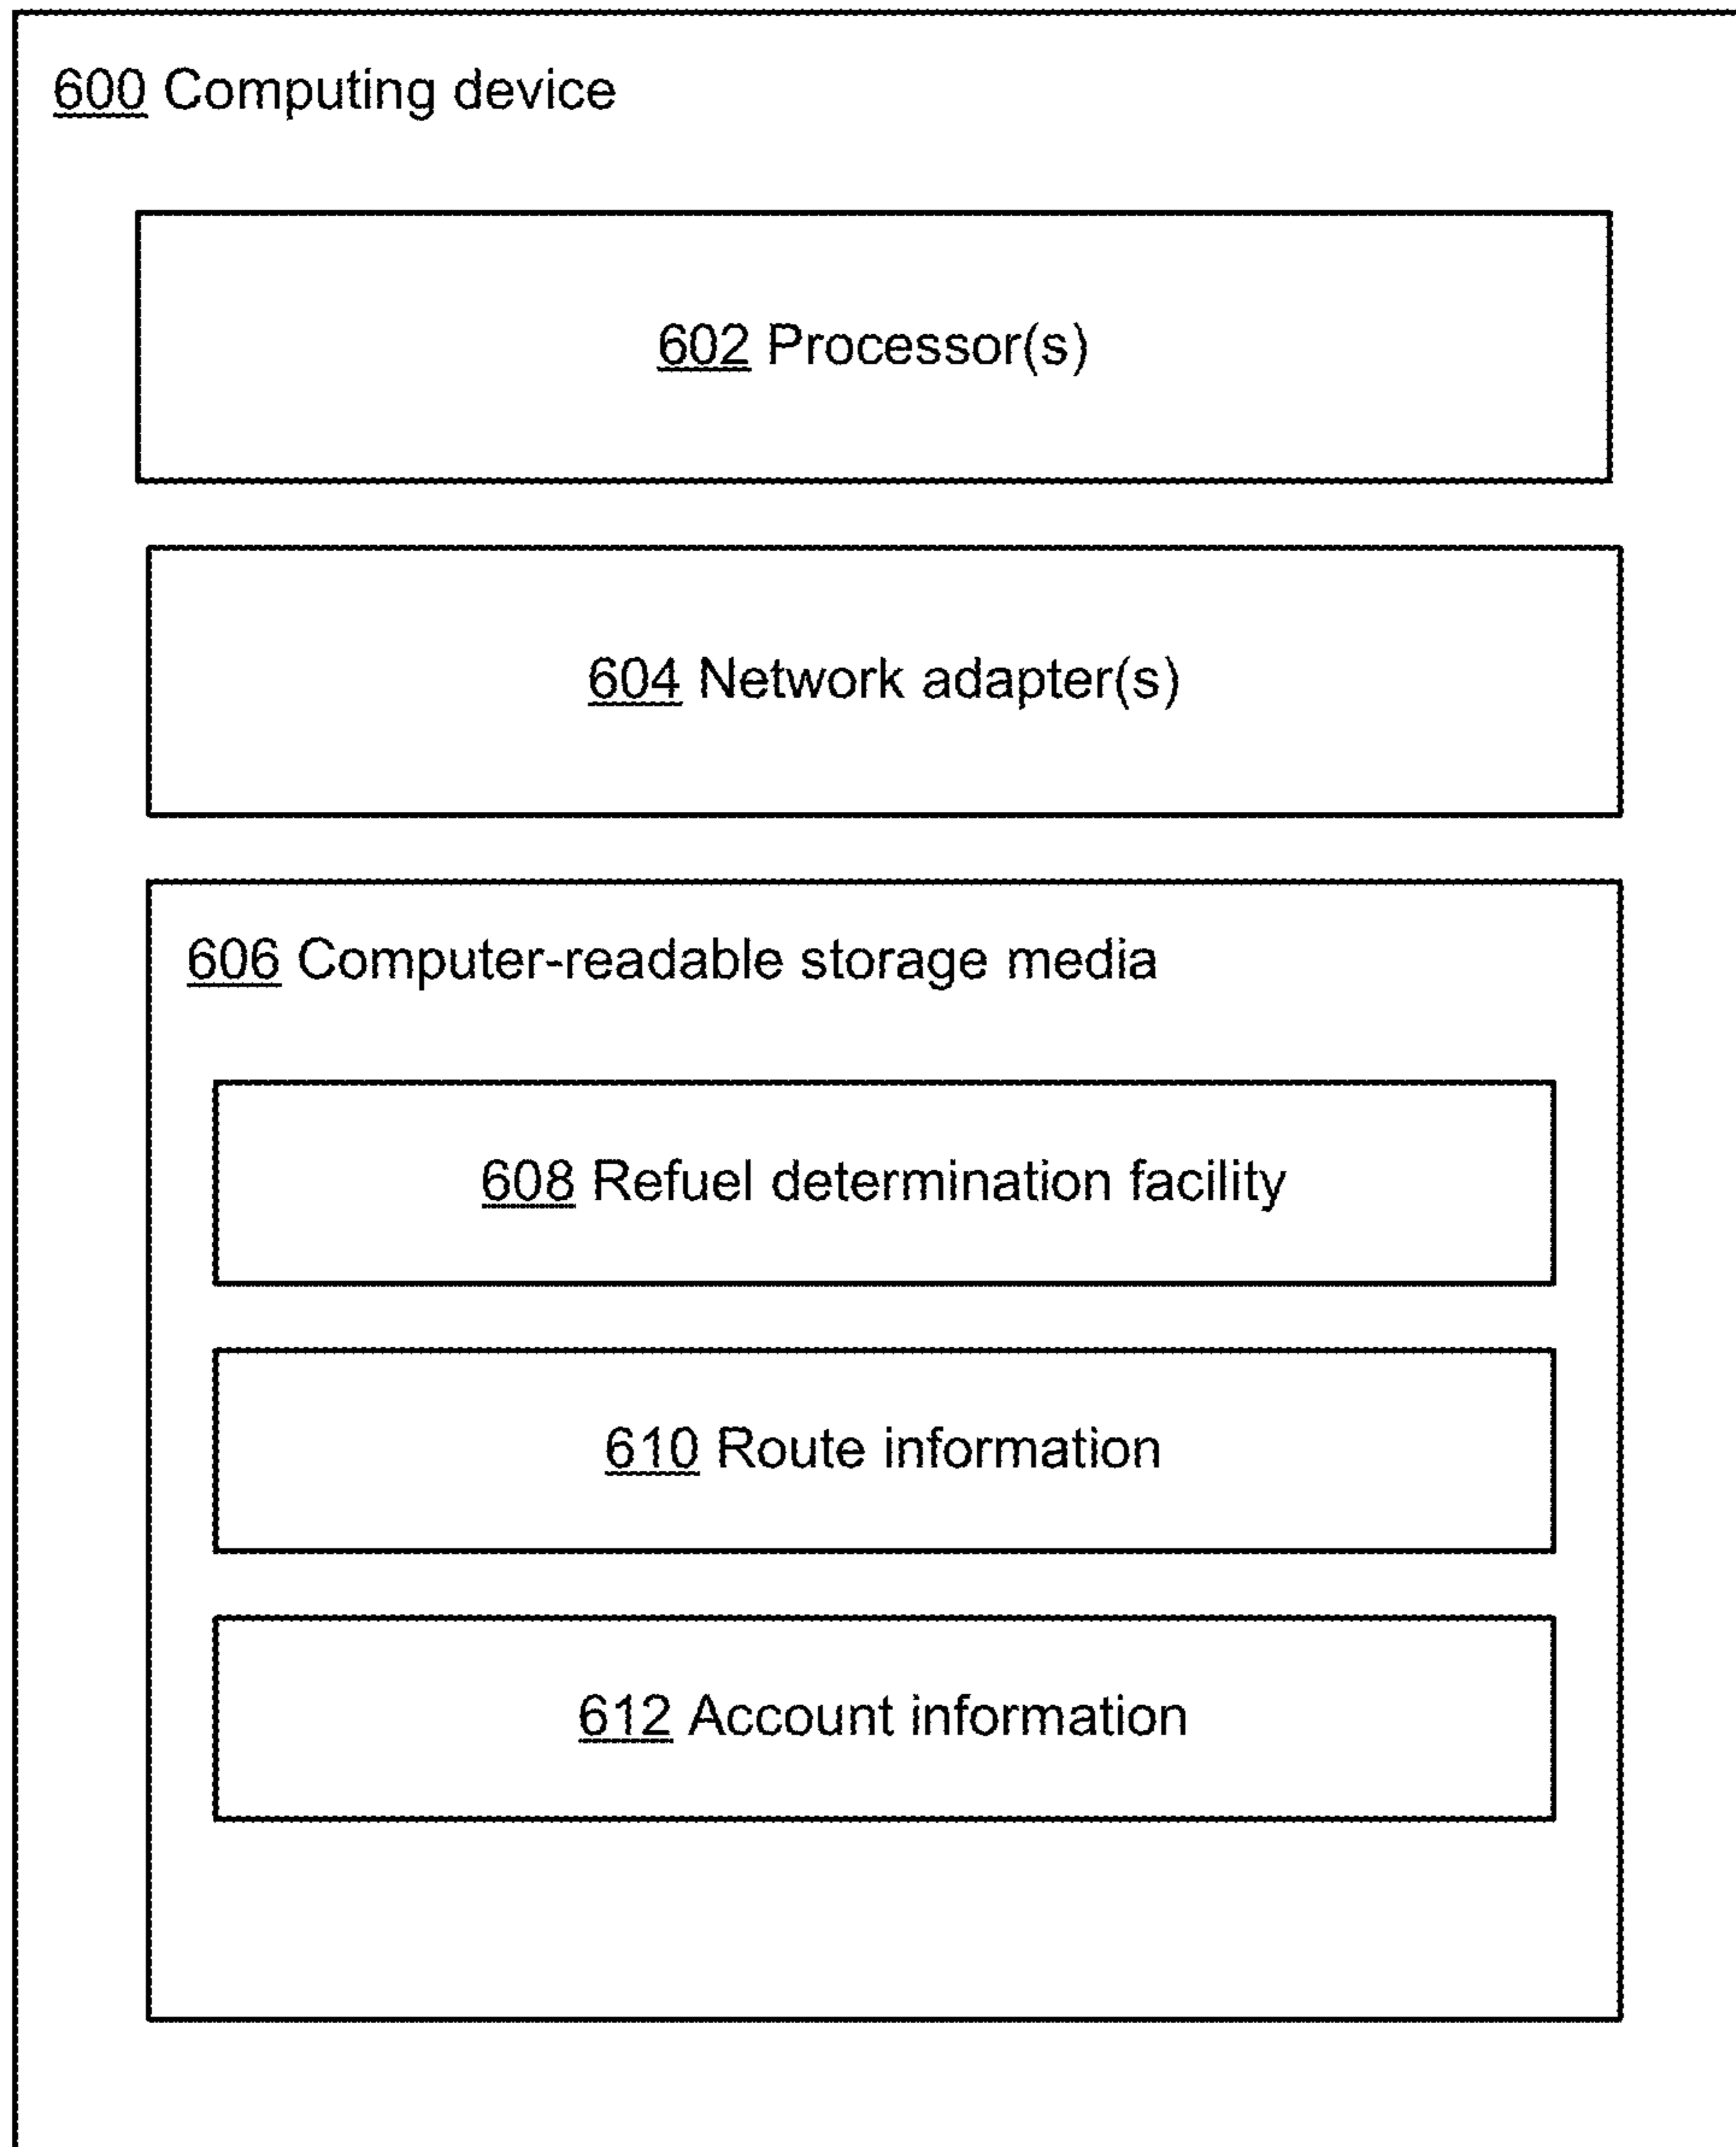 600 Computing device
602 Processor(s)
604 Network adapter(s)
606 Computer-readable storage media
608 Refuel determination facility
610 Route information
612 Account information